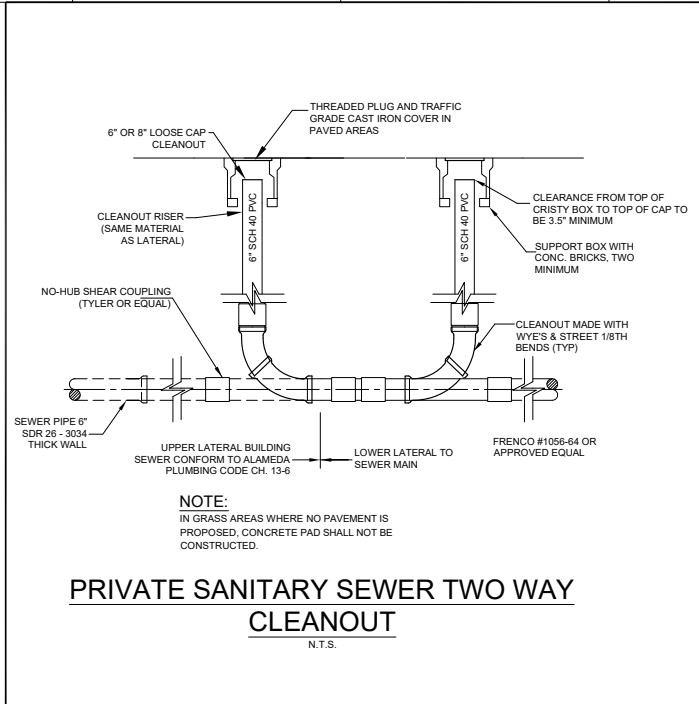 THREADED PLUG AND TRAFFIC
GRADE CAST IRON COVER IN
PAVED AREAS
6" OR 8" LOOSE CAP
CLEANOUT
CLEANOUT RISER
(SAME MATERIAL
AS LATERAL)
6" SCH 40 PVC
6" SCH 40 PVC
CLEARANCE FROM TOP OF
CRISTY BOX TO TOP OF CAP TO
BE 3.5" MINIMUM
SUPPORT BOX WITH
CONC. BRICKS, TWO
MINIMUM
NO-HUB SHEAR COUPLING
(TYLER OR EQUAL)
CLEANOUT MADE WITH
WYE'S & STREET 1/8TH
BENDS (TYP)
SEWER PIPE 6"
SDR 26 - 3034
THICK WALL
UPPER LATERAL BUILDING
SEWER CONFORM TO ALAMEDA
PLUMBING CODE CH. 13-6
LOWER LATERAL TO
SEWER MAIN
FRENCO #1056-64 OR
APPROVED EQUAL
NOTE:
IN GRASS AREAS WHERE NO PAVEMENT IS
PROPOSED, CONCRETE PAD SHALL NOT BE
CONSTRUCTED.
PRIVATE SANITARY SEWER TWO WAY
CLEANOUT
N.T.S.